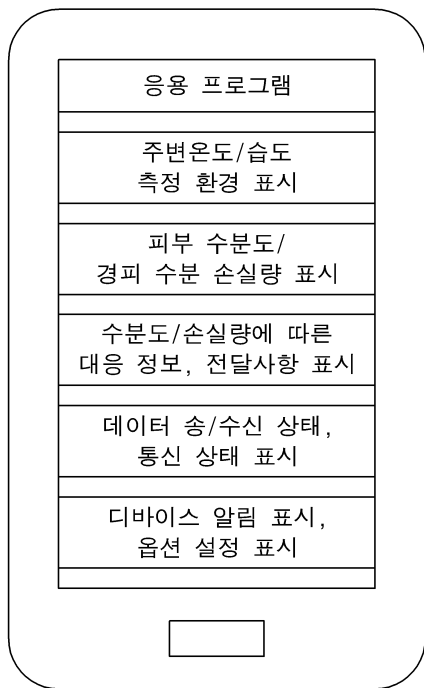 응용 프로그램
주변온도/습도
측정 환경 표시
피부 수분도/
경피 수분 손실량 표시
수분도/손실량에 따른
대응 정보, 전달사항 표시
데이터 송/수신 상태,
통신 상태 표시
디바이스 알림 표시,
옵션 설정 표시